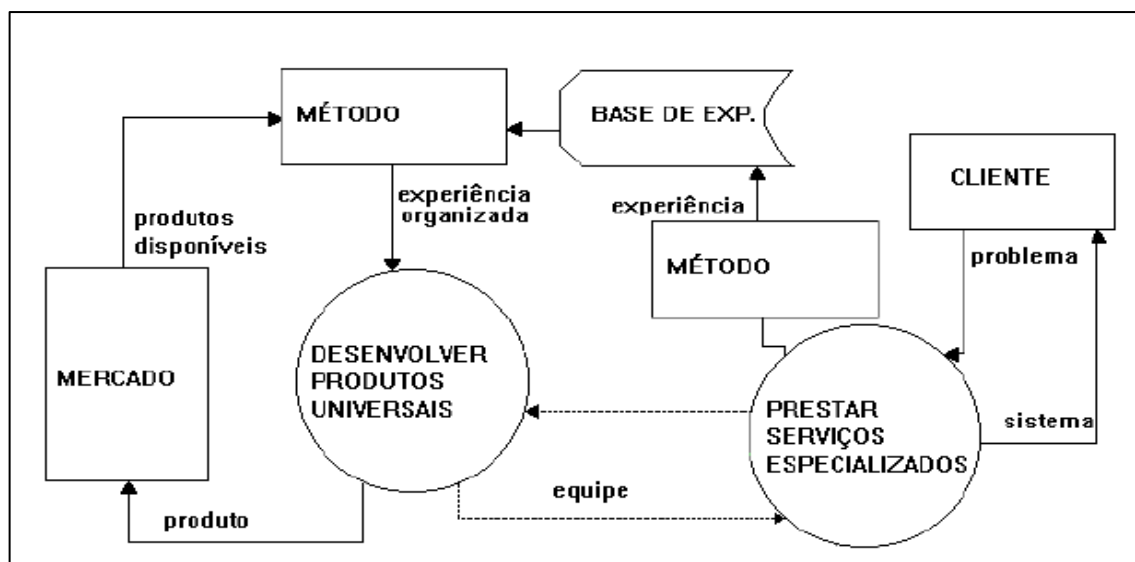 MÉTODO
BASE DE EXP.
CLIENTE
produtos
disponíveis
experiência
organizada
experiência
MÉTODO
problema
MERCADO
DESENVOLVER
PRODUTOS
UNIVERSAIS
PRESTAR
SERVIÇOS
ESPECIALIZADOS
sistema
equipe
produto